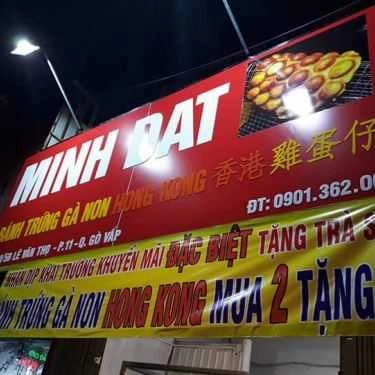 MINH ĐẠT
BÁNH TRỨNG GÀ NON HONG KONG 香港雞蛋仔
LÊ VĂN THỌ - P.11 - Q. GÒ VẤP
ĐT: 0901.362.00
NHÂN DỊP KHAI TRƯƠNG KHUYẾN MÃI ĐẶC BIỆT TẶNG TRÀ
BÁNH TRỨNG GÀ NON HONG KONG MUA 2 TẶNG